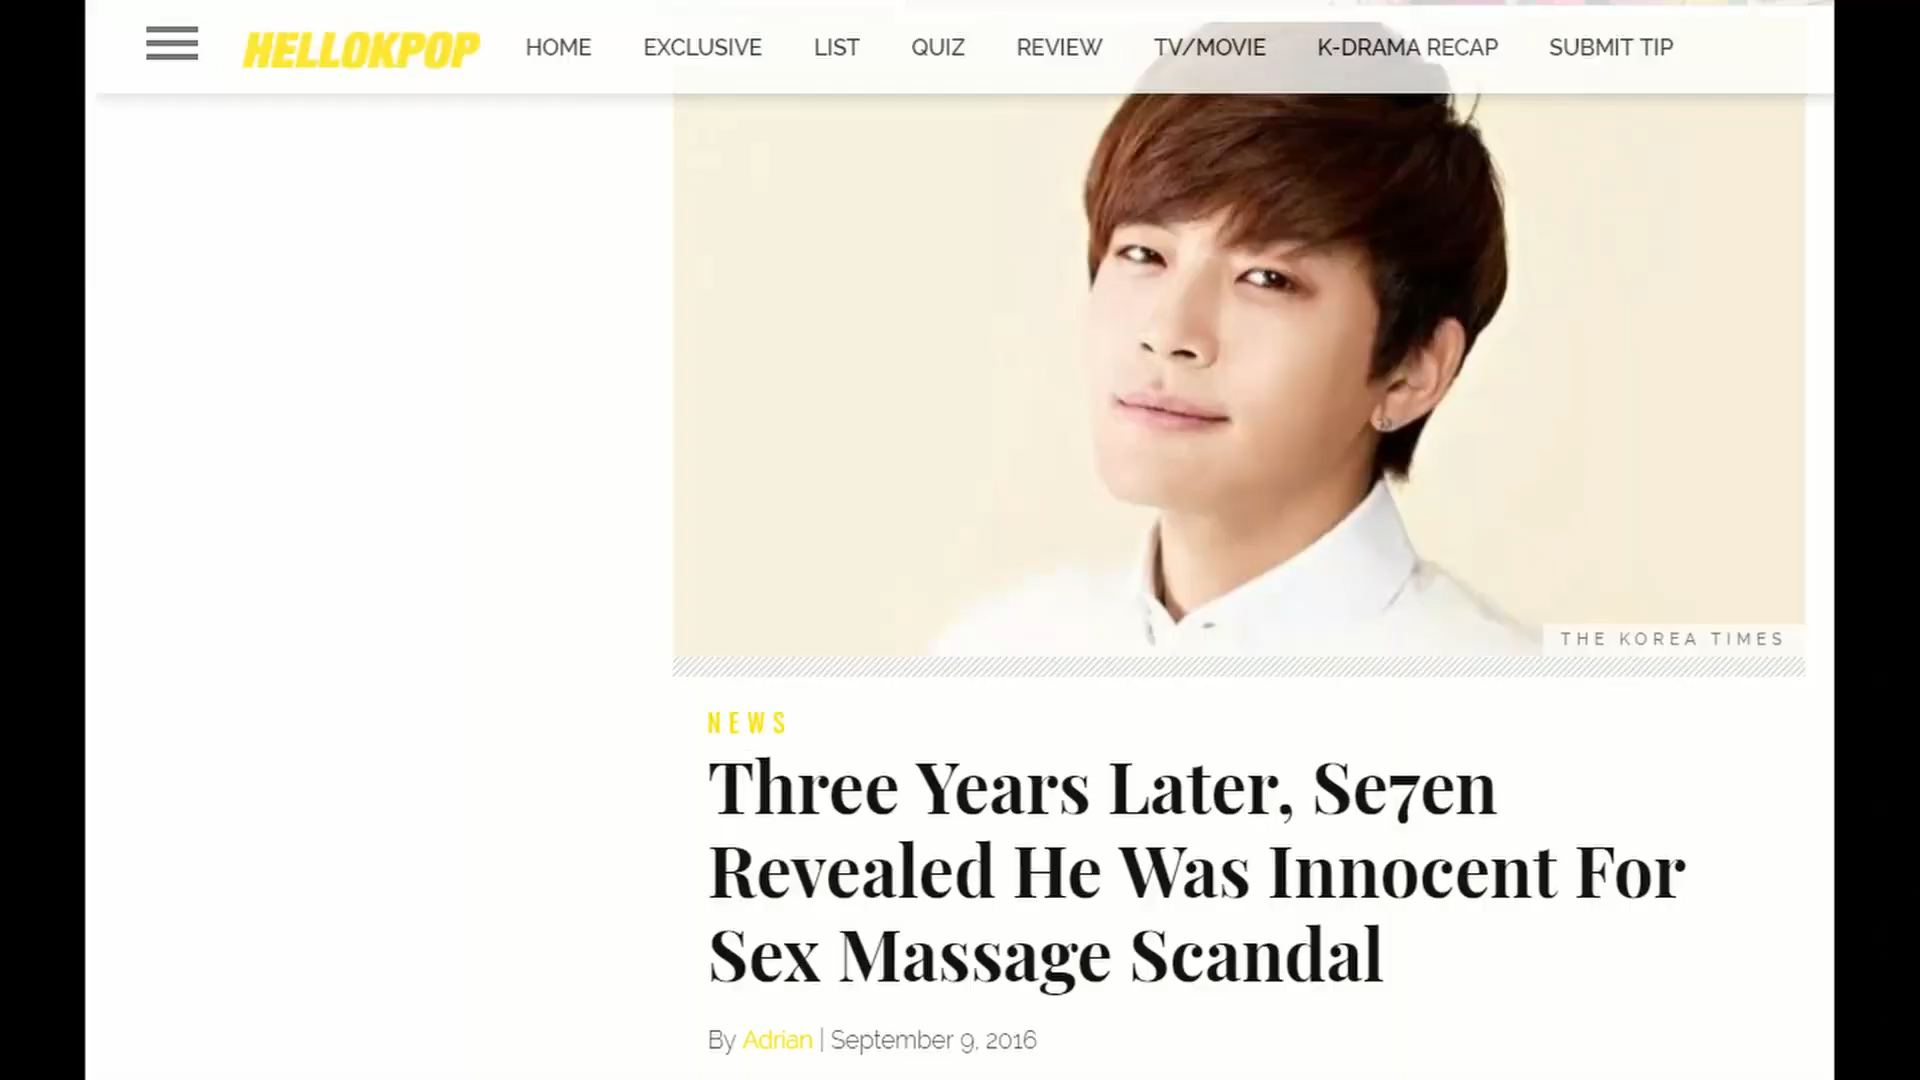 HELLOKPOP HOME EXCLUSIVE LIST QUIZ REVIEW TV/MOVIE K-DRAMA RECAP SUBMIT TIP
THE KOREA TIMES
NEWS
Three Years Later, Se7en
Revealed He Was Innocent For
Sex Massage Scandal
By Adrian | September 9, 2016